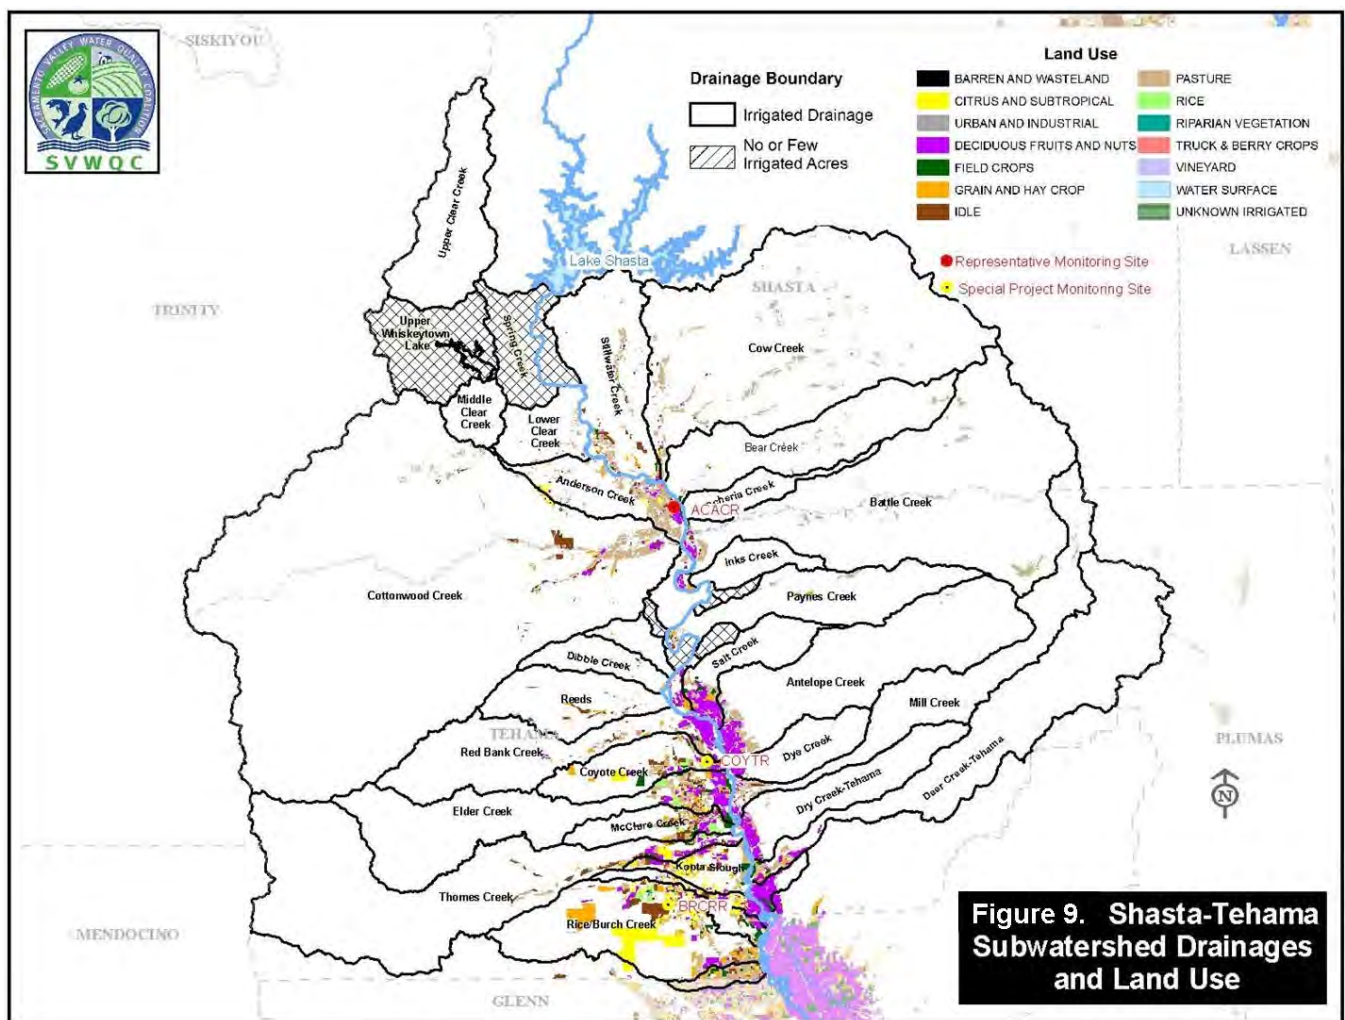 SACRAMENTO VALLEY WATER QUALITY COALITION
SVWQC
SISKIYOU
Drainage Boundary
Irrigated Drainage
No or Few
Irrigated Acres
Land Use
BARREN AND WASTELAND
CITRUS AND SUBTROPICAL
URBAN AND INDUSTRIAL
DECIDUOUS FRUITS AND NUTS
FIELD CROPS
GRAIN AND HAY CROP
IDLE
PASTURE
RICE
RIPARIAN VEGETATION
TRUCK & BERRY CROPS
VINEYARD
WATER SURFACE
UNKNOWN IRRIGATED
Representative Monitoring Site
Special Project Monitoring Site
LASSEN
Upper Clear Creek
Lake Shasta
SHASTA
TRINITY
Upper
Whiskeytown
Lake
Spring Creek
Stillwater Creek
Cow Creek
Middle
Clear
Creek
Lower
Clear
Creek
Bear Creek
Anderson Creek
cheria Creek
ACACR
Battle Creek
Inks Creek
Cottonwood Creek
Paynes Creek
Dibble Creek
Salt Creek
Antelope Creek
Reeds
Mill Creek
TEHAMA
Red Bank Creek
Dye Creek
PLUMAS
Coyote Creek
COYTR
Dry Creek-Tehama
Deer Creek-Tehama
N
Elder Creek
McClure Creek
Kopta Slough
Thomes Creek
BRCRR
Rice/Burch Creek
MENDOCINO
GLENN
Figure 9. Shasta-Tehama
Subwatershed Drainages
and Land Use